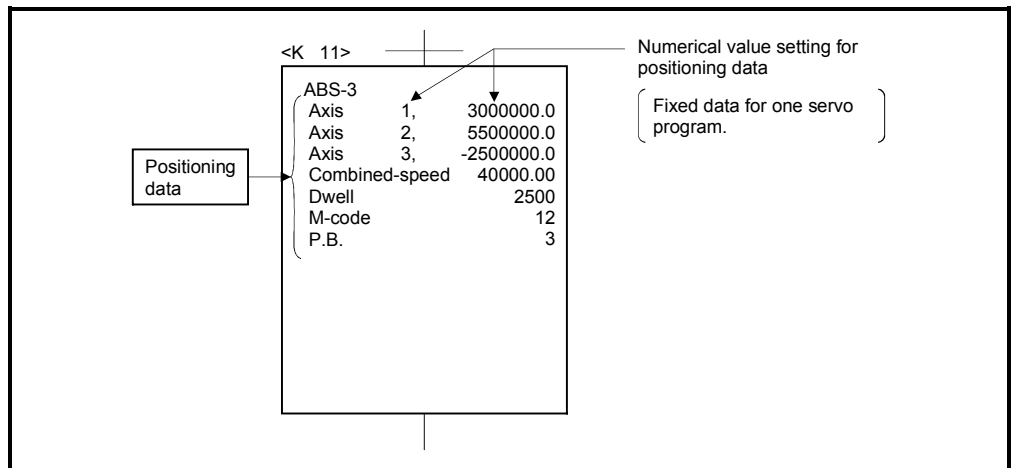 <K 11>
ABS-3
Axis 1, 3000000.0
Axis 2, 5500000.0
Axis 3, -2500000.0
Combined-speed 40000.00
Dwell 2500
M-code 12
P.B. 3
Positioning
data
Numerical value setting for
positioning data
Fixed data for one servo
program.